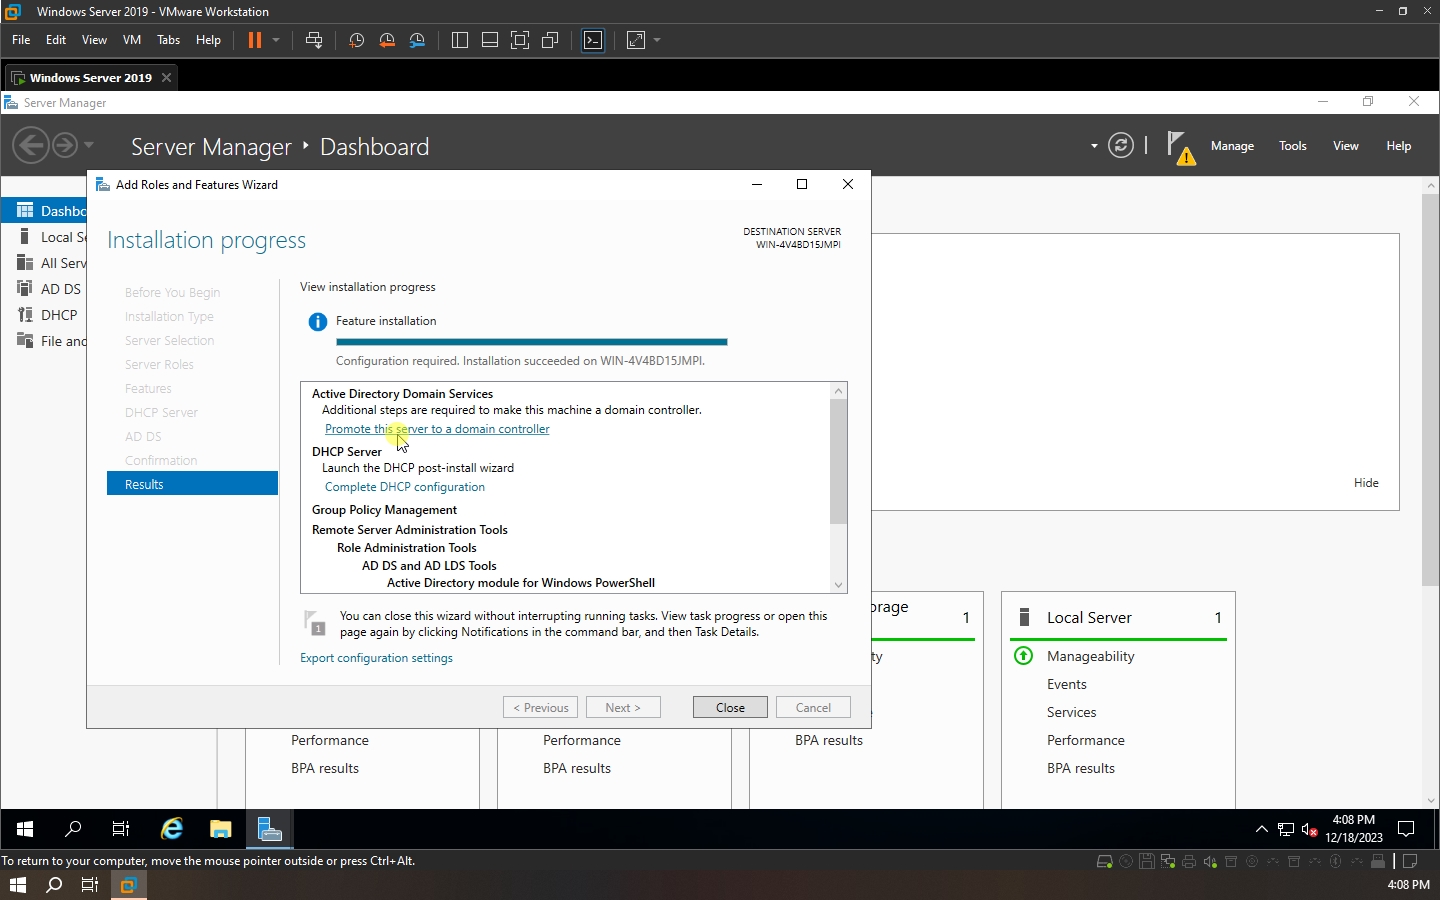 Windows Server 2019 - VMware Workstation
File Edit View VM Tabs Help
Windows Server 2019
Server Manager
Server Manager Dashboard
Manage Tools View Help
Add Roles and Features Wizard
Dashbo
Local Se
All Serv
AD DS
DHCP
File and
Installation progress
DESTINATION SERVER
WIN-4V4BD15JMPI
Before You Begin
Installation Type
Server Selection
Server Roles
Features
DHCP Server
AD DS
Confirmation
Results
View installation progress
Feature installation
Configuration required. Installation succeeded on WIN-4V4BD15JMPI.
Active Directory Domain Services
Additional steps are required to make this machine a domain controller.
Promote this server to a domain controller
DHCP Server
Launch the DHCP post-install wizard
Complete DHCP configuration
Group Policy Management
Remote Server Administration Tools
Role Administration Tools
AD DS and AD LDS Tools
Active Directory module for Windows PowerShell
1
You can close this wizard without interrupting running tasks. View task progress or open this
page again by clicking Notifications in the command bar, and then Task Details.
Export configuration settings
< Previous Next > Close Cancel
Hide
Performance
BPA results
Performance
BPA results
orage 1
ty
BPA results
Local Server 1
Manageability
Events
Services
Performance
BPA results
4:08 PM
12/18/2023
To return to your computer, move the mouse pointer outside or press Ctrl+Alt.
4:08 PM